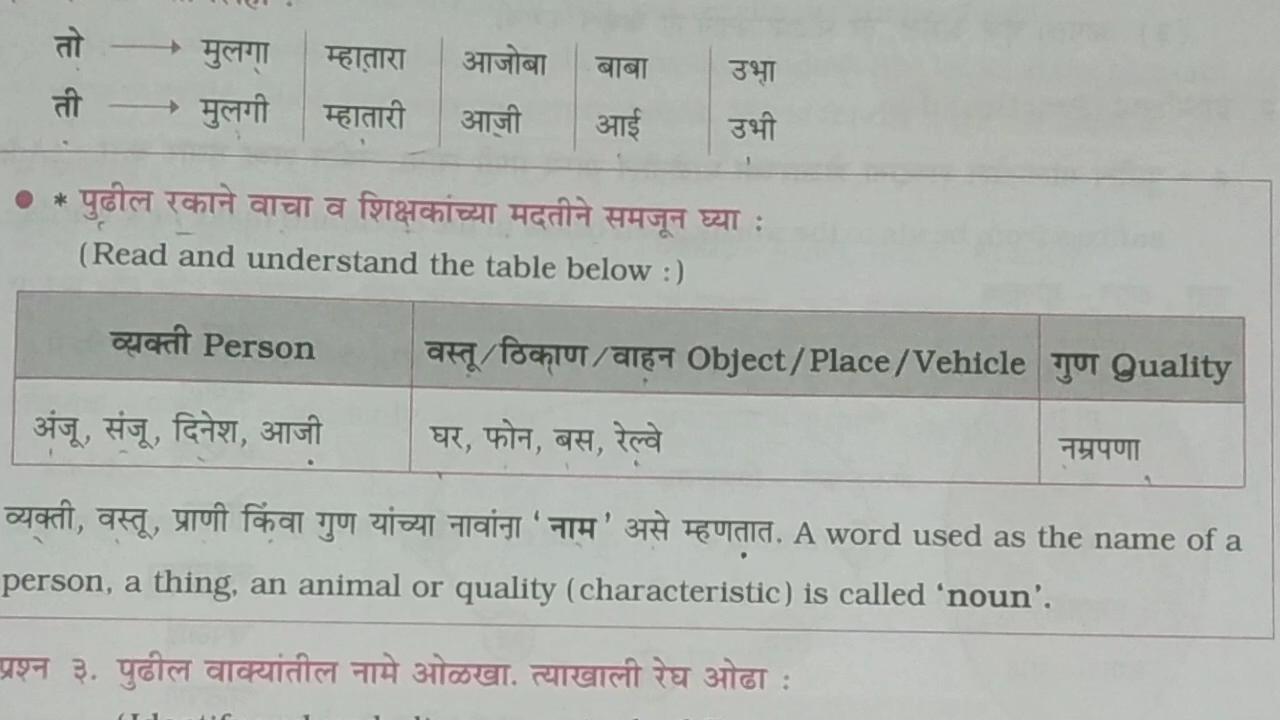 तो → मुलगा | म्हातारा | आजोबा | बाबा | उभा
ती → मुलगी | म्हातारी | आजी | आई | उभी
● * पुढील रकाने वाचा व शिक्षकांच्या मदतीने समजून घ्या :
(Read and understand the table below :)
व्यक्ती Person | वस्तू/ठिकाण/वाहन Object/Place/Vehicle | गुण Quality
अंजू, संजू, दिनेश, आजी | घर, फोन, बस, रेल्वे | नम्रपणा
व्यक्ती, वस्तू, प्राणी किंवा गुण यांच्या नावांना 'नाम' असे म्हणतात. A word used as the name of a
person, a thing, an animal or quality (characteristic) is called 'noun'.
प्रश्न ३. पुढील वाक्यांतील नामे ओळखा. त्याखाली रेघ ओढा :